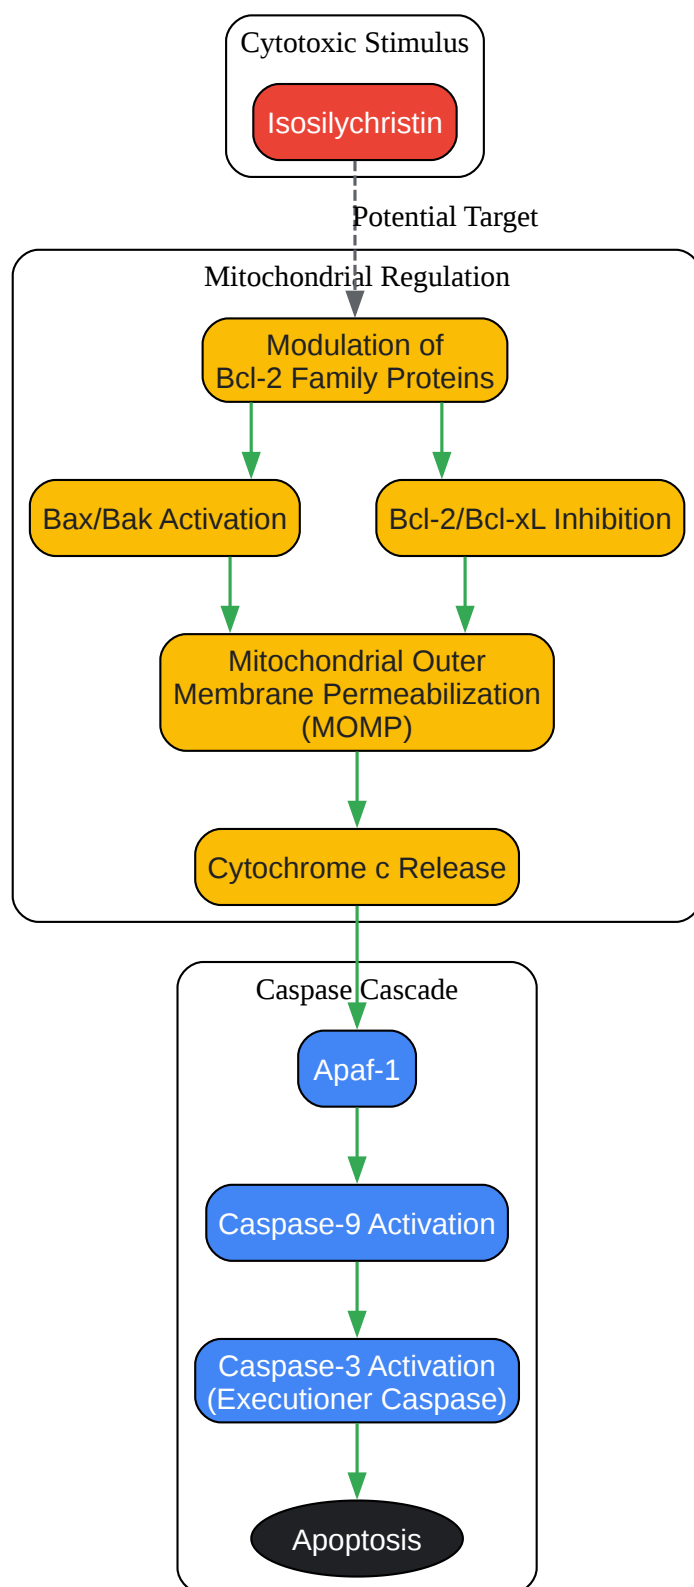 Cytotoxic Stimulus
Isosilychristin
Potential Target
Mitochondrial Regulation
Modulation of
Bcl-2 Family Proteins
Bax/Bak Activation
Bcl-2/Bcl-xL Inhibition
Mitochondrial Outer
Membrane Permeabilization
(MOMP)
Cytochrome c Release
Caspase Cascade
Apaf-1
Caspase-9 Activation
Caspase-3 Activation
(Executioner Caspase)
Apoptosis